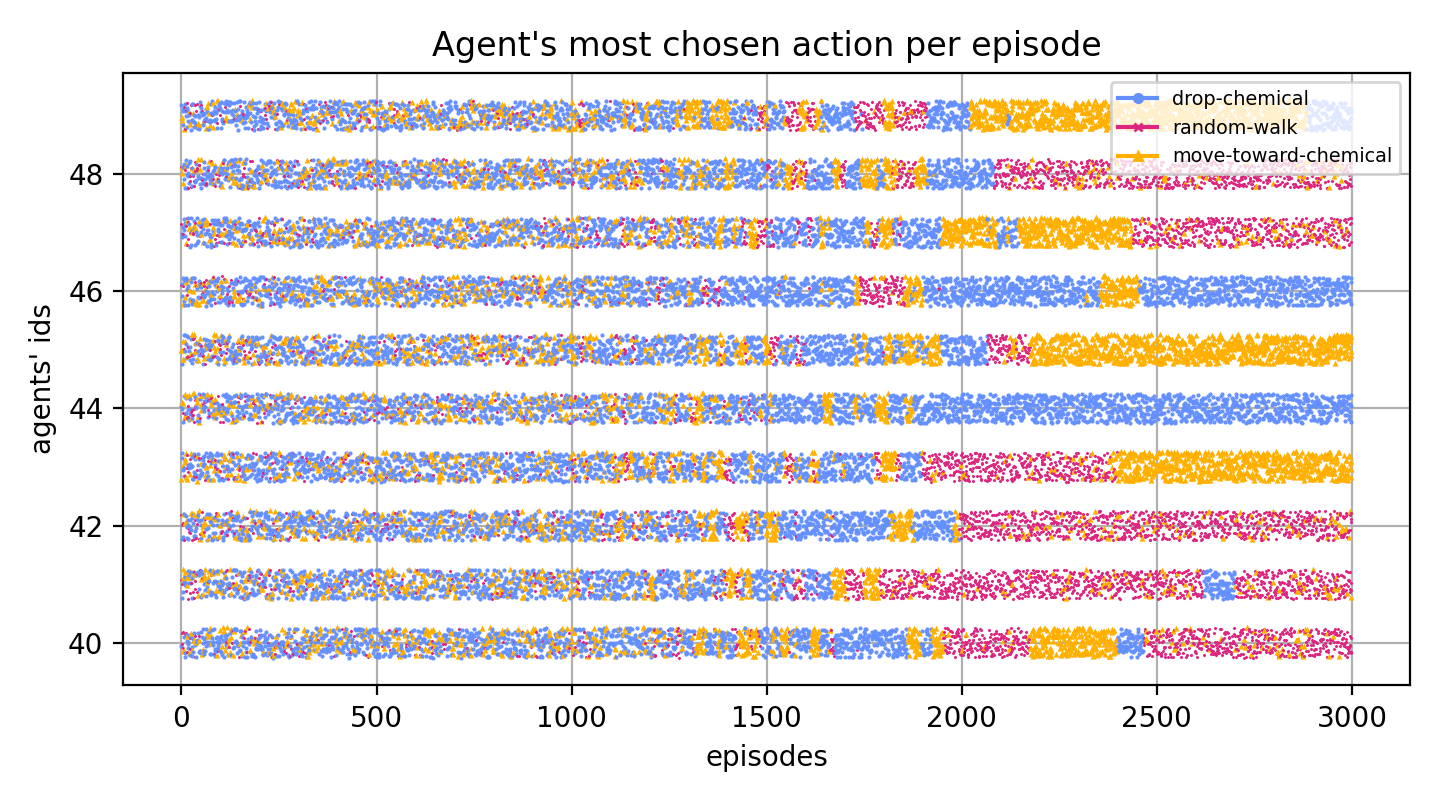 Agent's most chosen action per episode
drop-chemical
random-walk
move-toward-chemical
48
46
44
42
40
agents' ids
0 500 1000 1500 2000 2500 3000
episodes